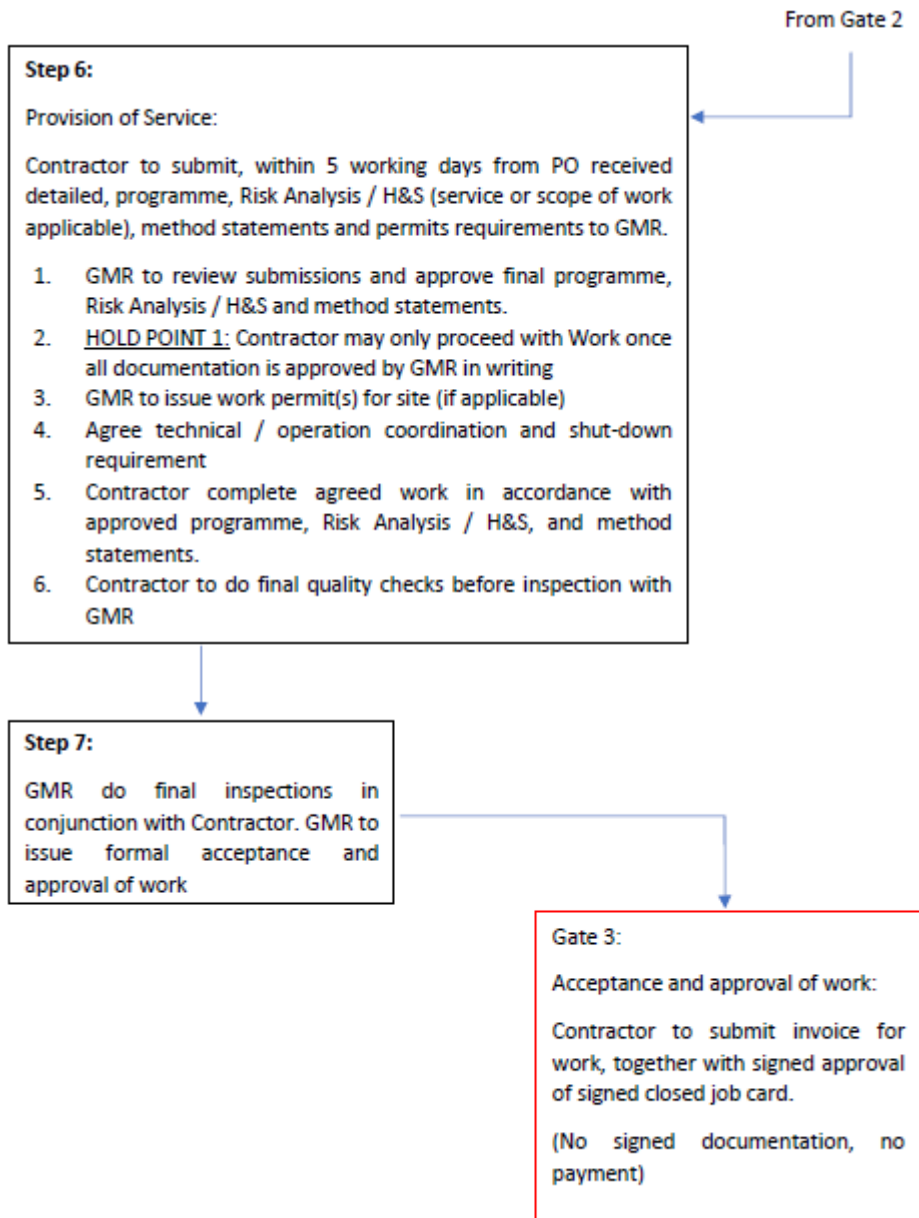 From Gate 2
Step 6:
Provision of Service:
Contractor to submit, within 5 working days from PO received
detailed, programme, Risk Analysis / H&S (service or scope of work
applicable), method statements and permits requirements to GMR.
1. GMR to review submissions and approve final programme,
Risk Analysis / H&S and method statements.
2. HOLD POINT 1: Contractor may only proceed with Work once
all documentation is approved by GMR in writing
3. GMR to issue work permit(s) for site (if applicable)
4. Agree technical / operation coordination and shut-down
requirement
5. Contractor complete agreed work in accordance with
approved programme, Risk Analysis / H&S, and method
statements.
6. Contractor to do final quality checks before inspection with
GMR
Step 7:
GMR do final inspections in
conjunction with Contractor. GMR to
issue formal acceptance and
approval of work
Gate 3:
Acceptance and approval of work:
Contractor to submit invoice for
work, together with signed approval
of signed closed job card.
(No signed documentation, no
payment)